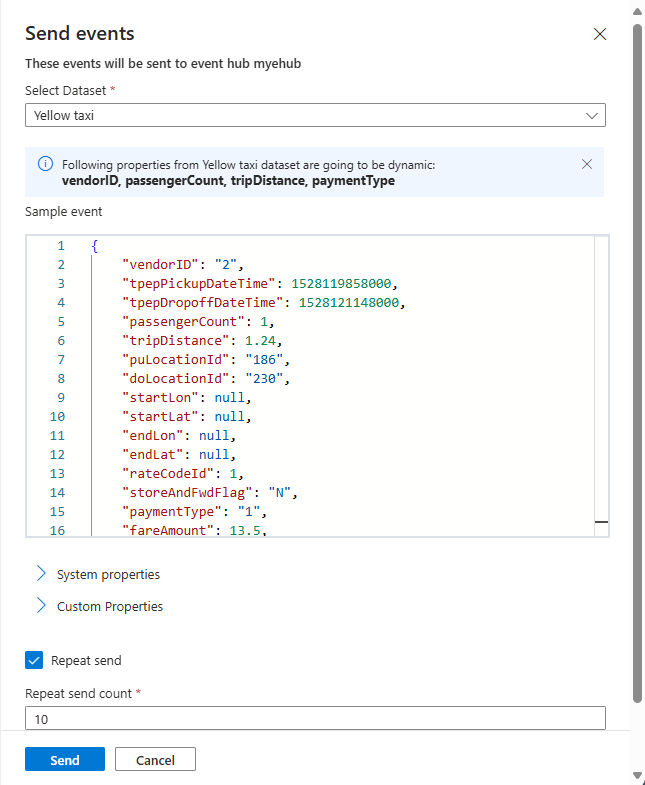 Send events
These events will be sent to event hub myehub
Select Dataset *
Yellow taxi
Following properties from Yellow taxi dataset are going to be dynamic:
vendorID, passengerCount, tripDistance, paymentType
Sample event
1 {
2 "vendorID": "2",
3 "tpepPickupDateTime": 1528119858000,
4 "tpepDropoffDateTime": 1528121148000,
5 "passengerCount": 1,
6 "tripDistance": 1.24,
7 "puLocationId": "186",
8 "doLocationId": "230",
9 "startLon": null,
10 "startLat": null,
11 "endLon": null,
12 "endLat": null,
13 "rateCodeId": 1,
14 "storeAndFwdFlag": "N",
15 "paymentType": "1",
16 "fareAmount": 13.5,
System properties
Custom Properties
Repeat send
Repeat send count *
10
Send Cancel